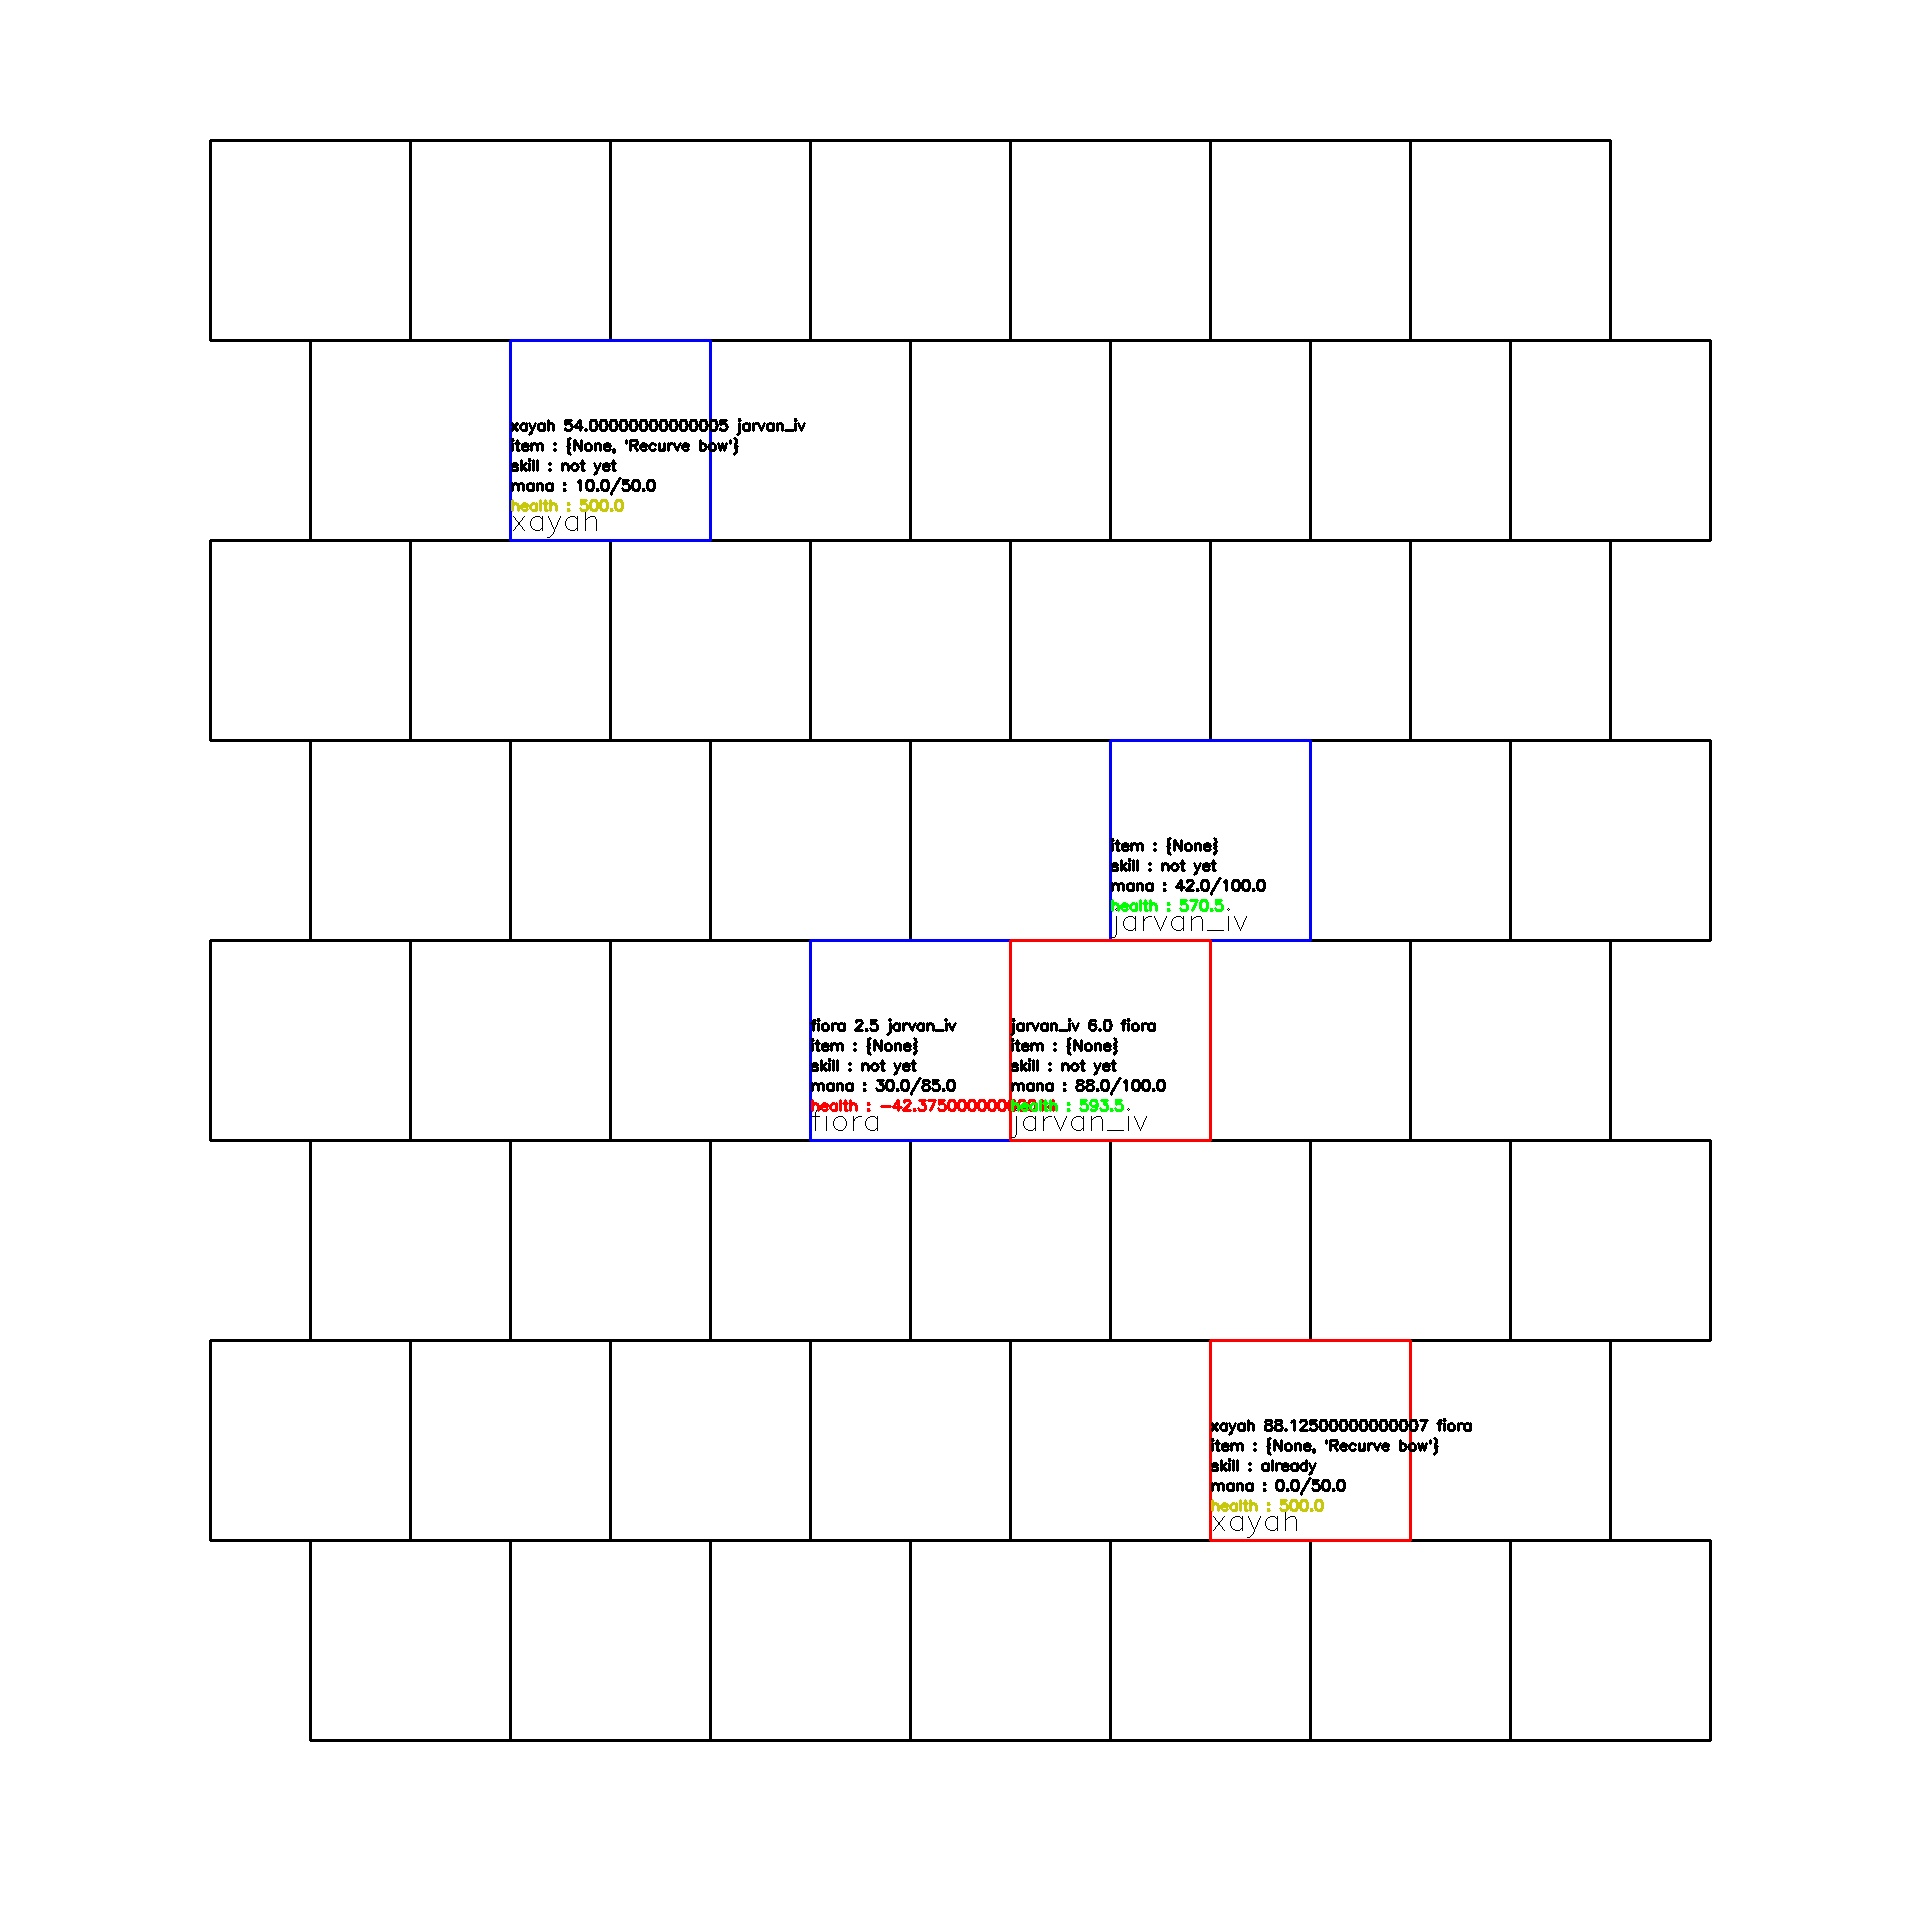 xayah 54.00000000000005 jarvan_iv
item : {None, 'Recurve bow'}
skill : not yet
mana : 10.0/50.0
health : 500.0
xayah
item : {None}
skill : not yet
mana : 42.0/100.0
health : 570.5
jarvan_iv
fiora 2.5 jarvan_iv
item : {None}
skill : not yet
mana : 30.0/85.0
health :
fiora
jarvan_iv 6.0 fiora
item : {None}
skill : not yet
mana : 88.0/100.0
health : 593.5
jarvan_iv
xayah 88.12500000000007 fiora
item : {None, 'Recurve bow'}
skill : already
mana : 0.0/50.0
health : 500.0
xayah